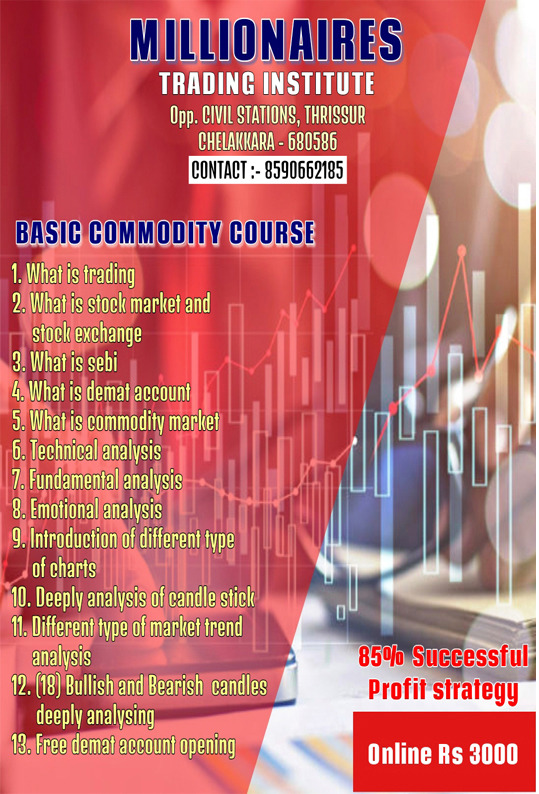 MILLIONAIRES
TRADING INSTITUTE
Opp. CIVIL STATIONS, THRISSUR
CHELAKKARA - 680586
CONTACT :- 8590662185
BASIC COMMODITY COURSE
1. What is trading
2. What is stock market and
stock exchange
3. What is sebi
4. What is demat account
5. What is commodity market
6. Technical analysis
7. Fundamental analysis
8. Emotional analysis
9. Introduction of different type
of charts
10. Deeply analysis of candle stick
11. Different type of market trend
analysis
12. (18) Bullish and Bearish candles
deeply analysing
13. Free demat account opening
85% Successful
Profit strategy
Online Rs 3000